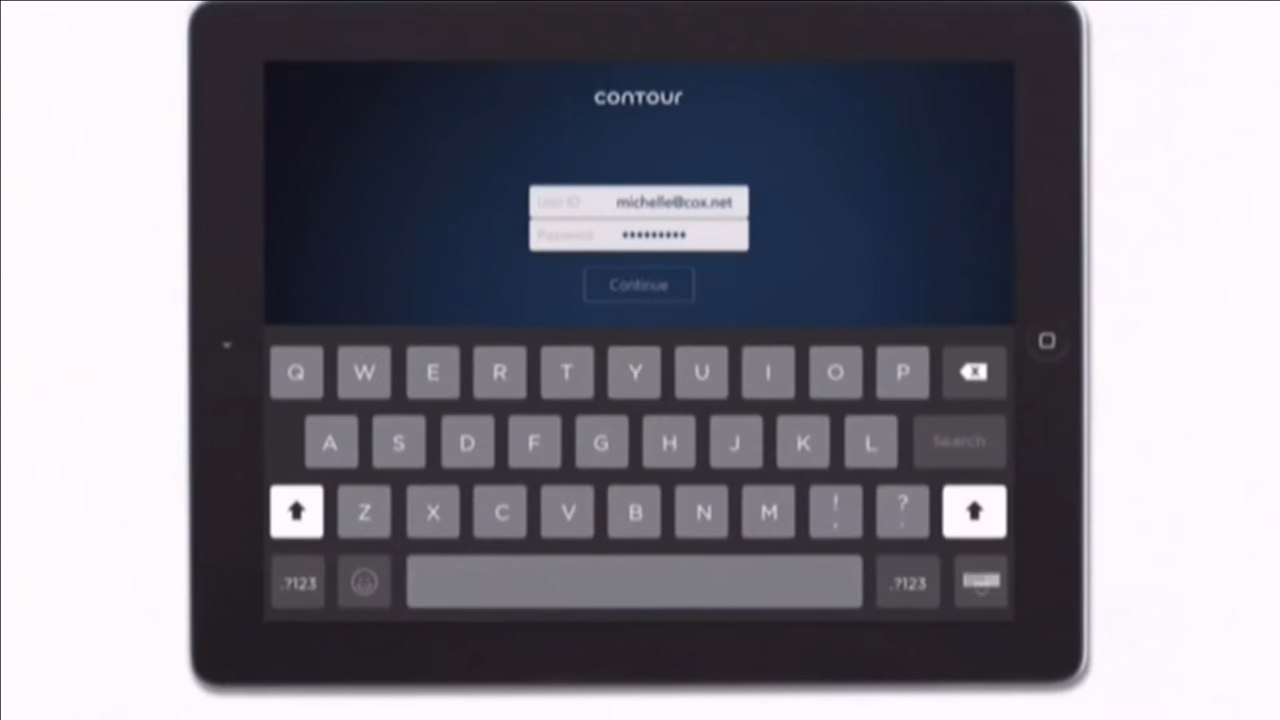 conTour
User ID michelle@cox.net
Password •••••••••
Continue
Q W E R T Y U I O P
A S D F G H J K L Search
Z X C V B N M ! , ? .
.?123 .?123